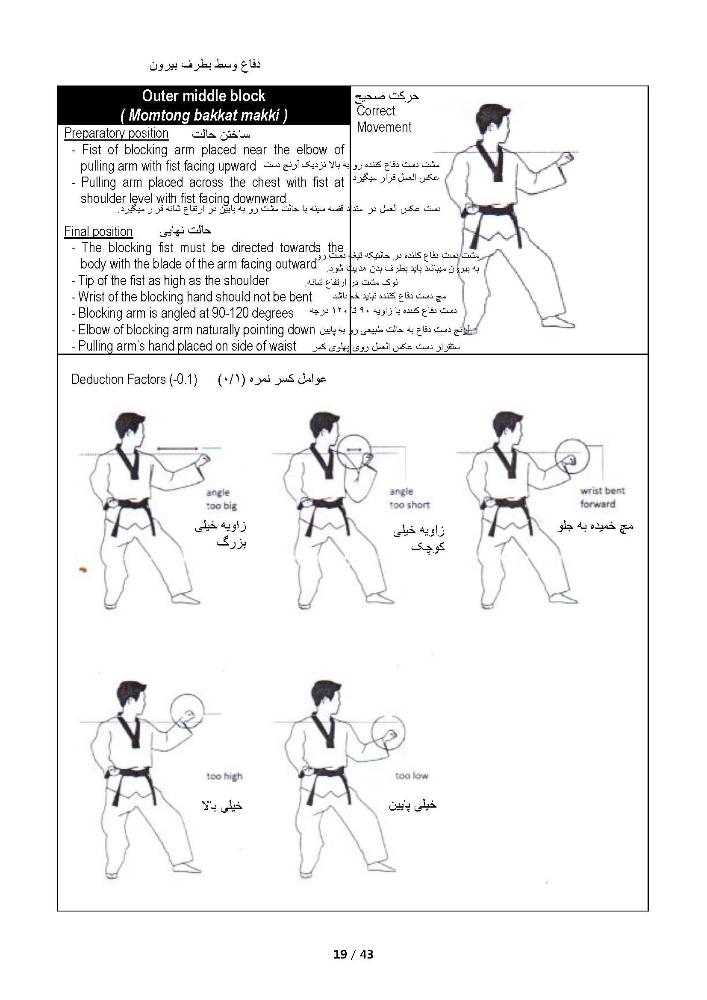 دفاع وسط بطرف بیرون
Outer middle block
( Momtong bakkat makki )
حرکت صحیح
Correct
Movement
Preparatory position ساختن حالت
- Fist of blocking arm placed near the elbow of
pulling arm with fist facing upward مشت دست دفاع کننده رو به بالا نزدیک آرنج دست
عکس العمل قرار میگیرد
- Pulling arm placed across the chest with fist at
shoulder level with fist facing downward
دست عکس العمل در امتداد قفسه سینه با حالت مشت رو به پایین در ارتفاع شانه قرار میگیرد.
Final position حالت نهایی
- The blocking fist must be directed towards the
مشت دست دفاع کننده در حالتیکه تیغه دست رو
body with the blade of the arm facing outward
به بیرون میباشد باید بطرف بدن هدایت شود.
- Tip of the fist as high as the shoulder نوک مشت در ارتفاع شانه.
- Wrist of the blocking hand should not be bent مچ دست دفاع کننده نباید خم باشد
- Blocking arm is angled at 90-120 degrees دست دفاع کننده با زاویه ۹۰ تا ۱۲۰ درجه
- Elbow of blocking arm naturally pointing down آرنج دست دفاع به حالت طبیعی رو به پایین
- Pulling arm’s hand placed on side of waist استقرار دست عکس العمل روی پهلوی کمر
Deduction Factors (-0.1) عوامل کسر نمره (۰/۱)
angle
too big
زاویه خیلی
بزرگ
angle
too short
زاویه خیلی
کوچک
wrist bent
forward
مچ خمیده به جلو
too high
خیلی بالا
too low
خیلی پایین
19 / 43